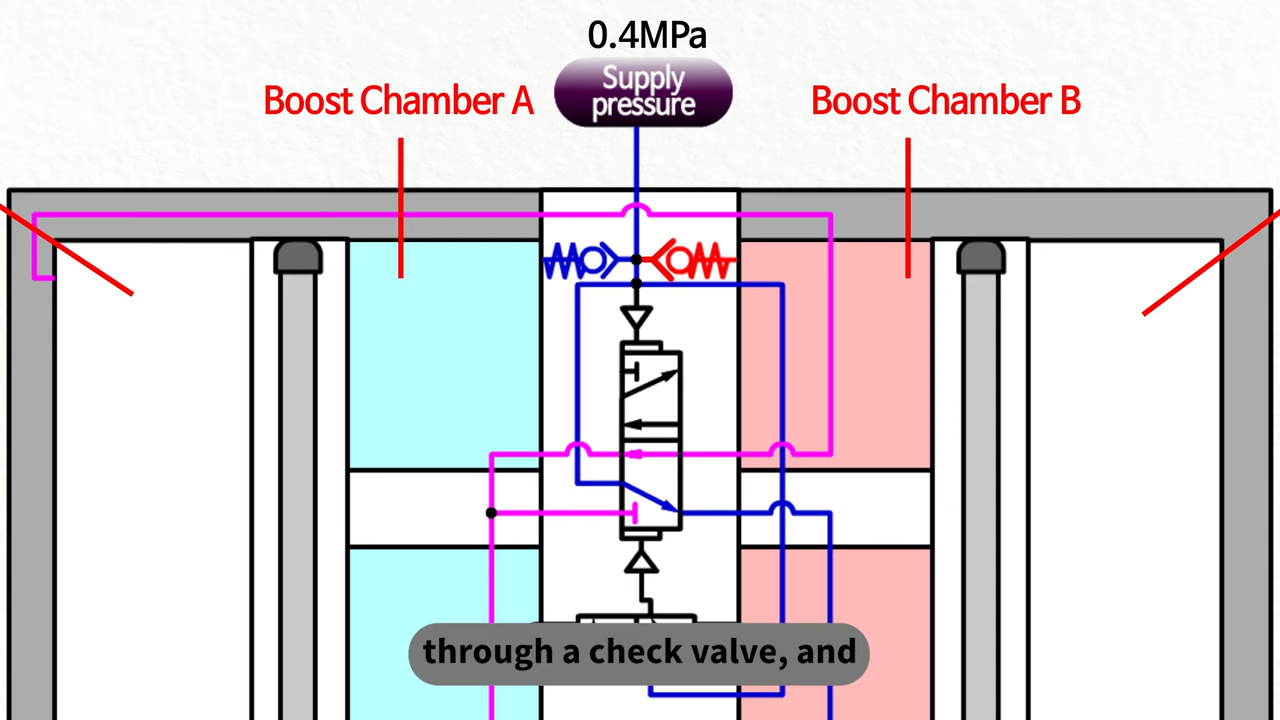 0.4MPa
Supply
pressure
Boost Chamber A
Boost Chamber B
through a check valve, and